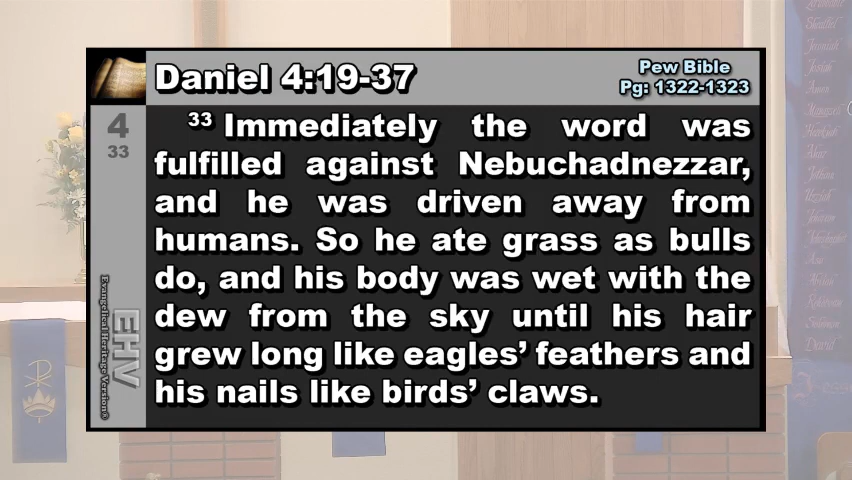 Daniel 4:19-37
Pew Bible
Pg: 1322-1323
4
33
33 Immediately the word was
fulfilled against Nebuchadnezzar,
and he was driven away from
humans. So he ate grass as bulls
do, and his body was wet with the
dew from the sky until his hair
grew long like eagles’ feathers and
his nails like birds’ claws.
EHV
Evangelical Heritage Version®
David